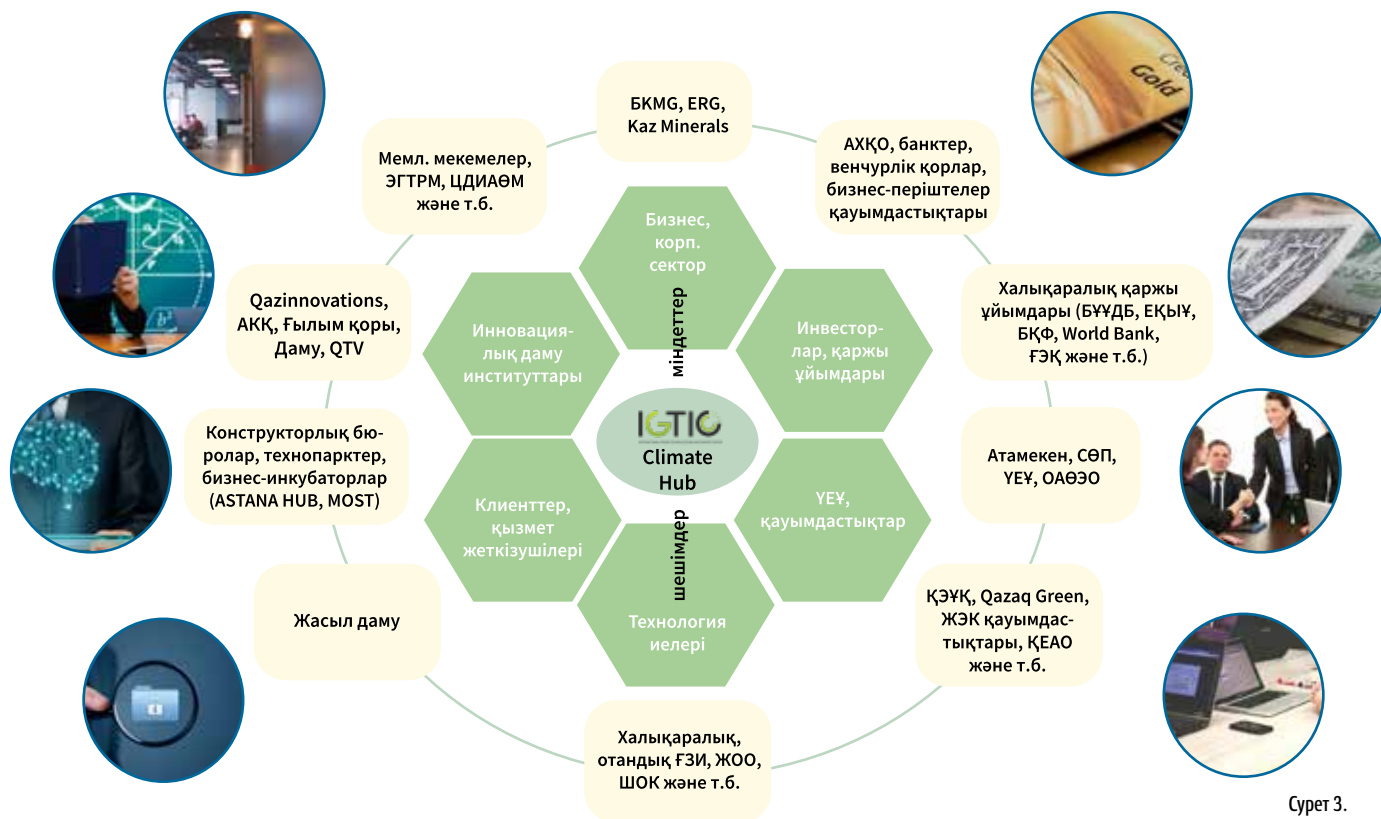 БКМG, ERG,
Kaz Minerals
Мемл. мекемелер,
ЭГТРМ, ЦДИАӨМ
және т.б.
АХҚО, банктер,
венчурлік қорлар,
бизнес-періштелер
қауымдастықтары
Qazinnovations,
АКҚ, Ғылым қоры,
Даму, QTV
Халықаралық қаржы
ұйымдары (БҰҰДБ, ЕҚЫҰ,
БҚФ, World Bank,
ҒЭҚ және т.б.)
Конструкторлық бю-
ролар, технопарктер,
бизнес-инкубаторлар
(ASTANA HUB, MOST)
Атамекен, СӨП,
ҮЕҰ, ОАӨЭО
Жасыл даму
ҚЭҰҚ, Qazaq Green,
ЖЭК қауымдас-
тықтары, ҚЕАО
және т.б.
Халықаралық,
отандық ҒЗИ, ЖОО,
ШОК және т.б.
Бизнес,
корп.
сектор
Инновация-
лық даму
институттары
Инвестор-
лар, қаржы
ұйымдары
міндеттер
IGTIC
Climate
Hub
шешімдер
Клиенттер,
қызмет
жеткізушілері
ҮЕҰ,
қауымдастықтар
Технология
иелері
Gold
Сурет 3.